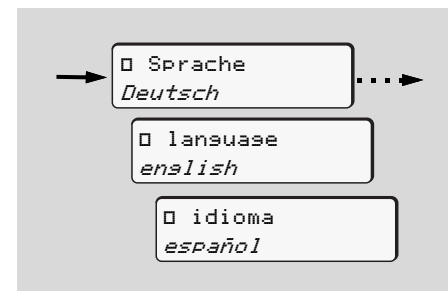 □ Sprache
Deutsch
□ language
english
□ idioma
español